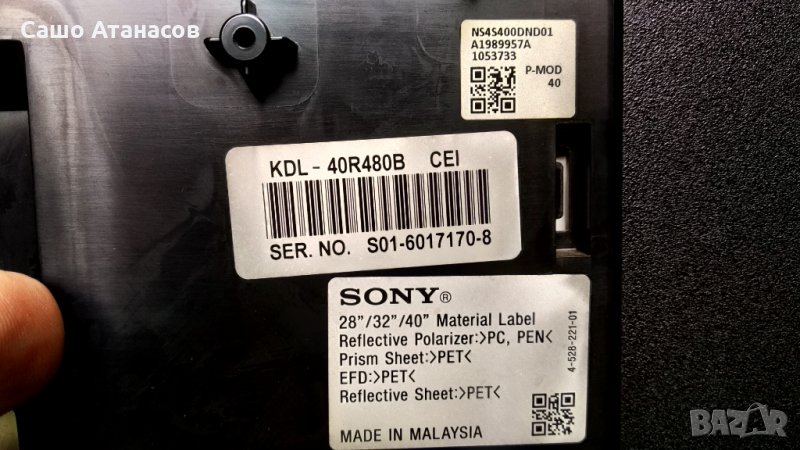 Сашо Атанасов
NS4S400DND01
A1989957A
1053733
P-MOD
40
KDL - 40R480B CEI
SER. NO. S01-6017170-8
SONY®
28"/32"/40" Material Label
Reflective Polarizer:>PC, PEN<
Prism Sheet:>PET<
EFD:>PET<
Reflective Sheet:>PET<
MADE IN MALAYSIA
4-528-221-01
BAZAR